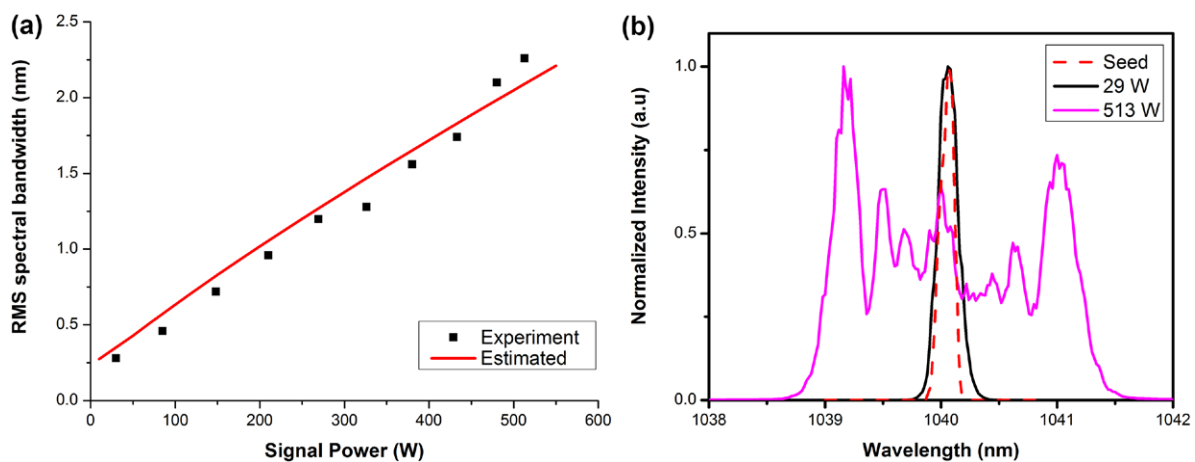 (a)
2.5
2.0
1.5
1.0
0.5
0.0
RMS spectral bandwidth (nm)
Experiment
Estimated
0 100 200 300 400 500 600
Signal Power (W)
(b)
1.0
0.5
0.0
Normalized Intensity (a.u)
Seed
29 W
513 W
1038 1039 1040 1041 1042
Wavelength (nm)